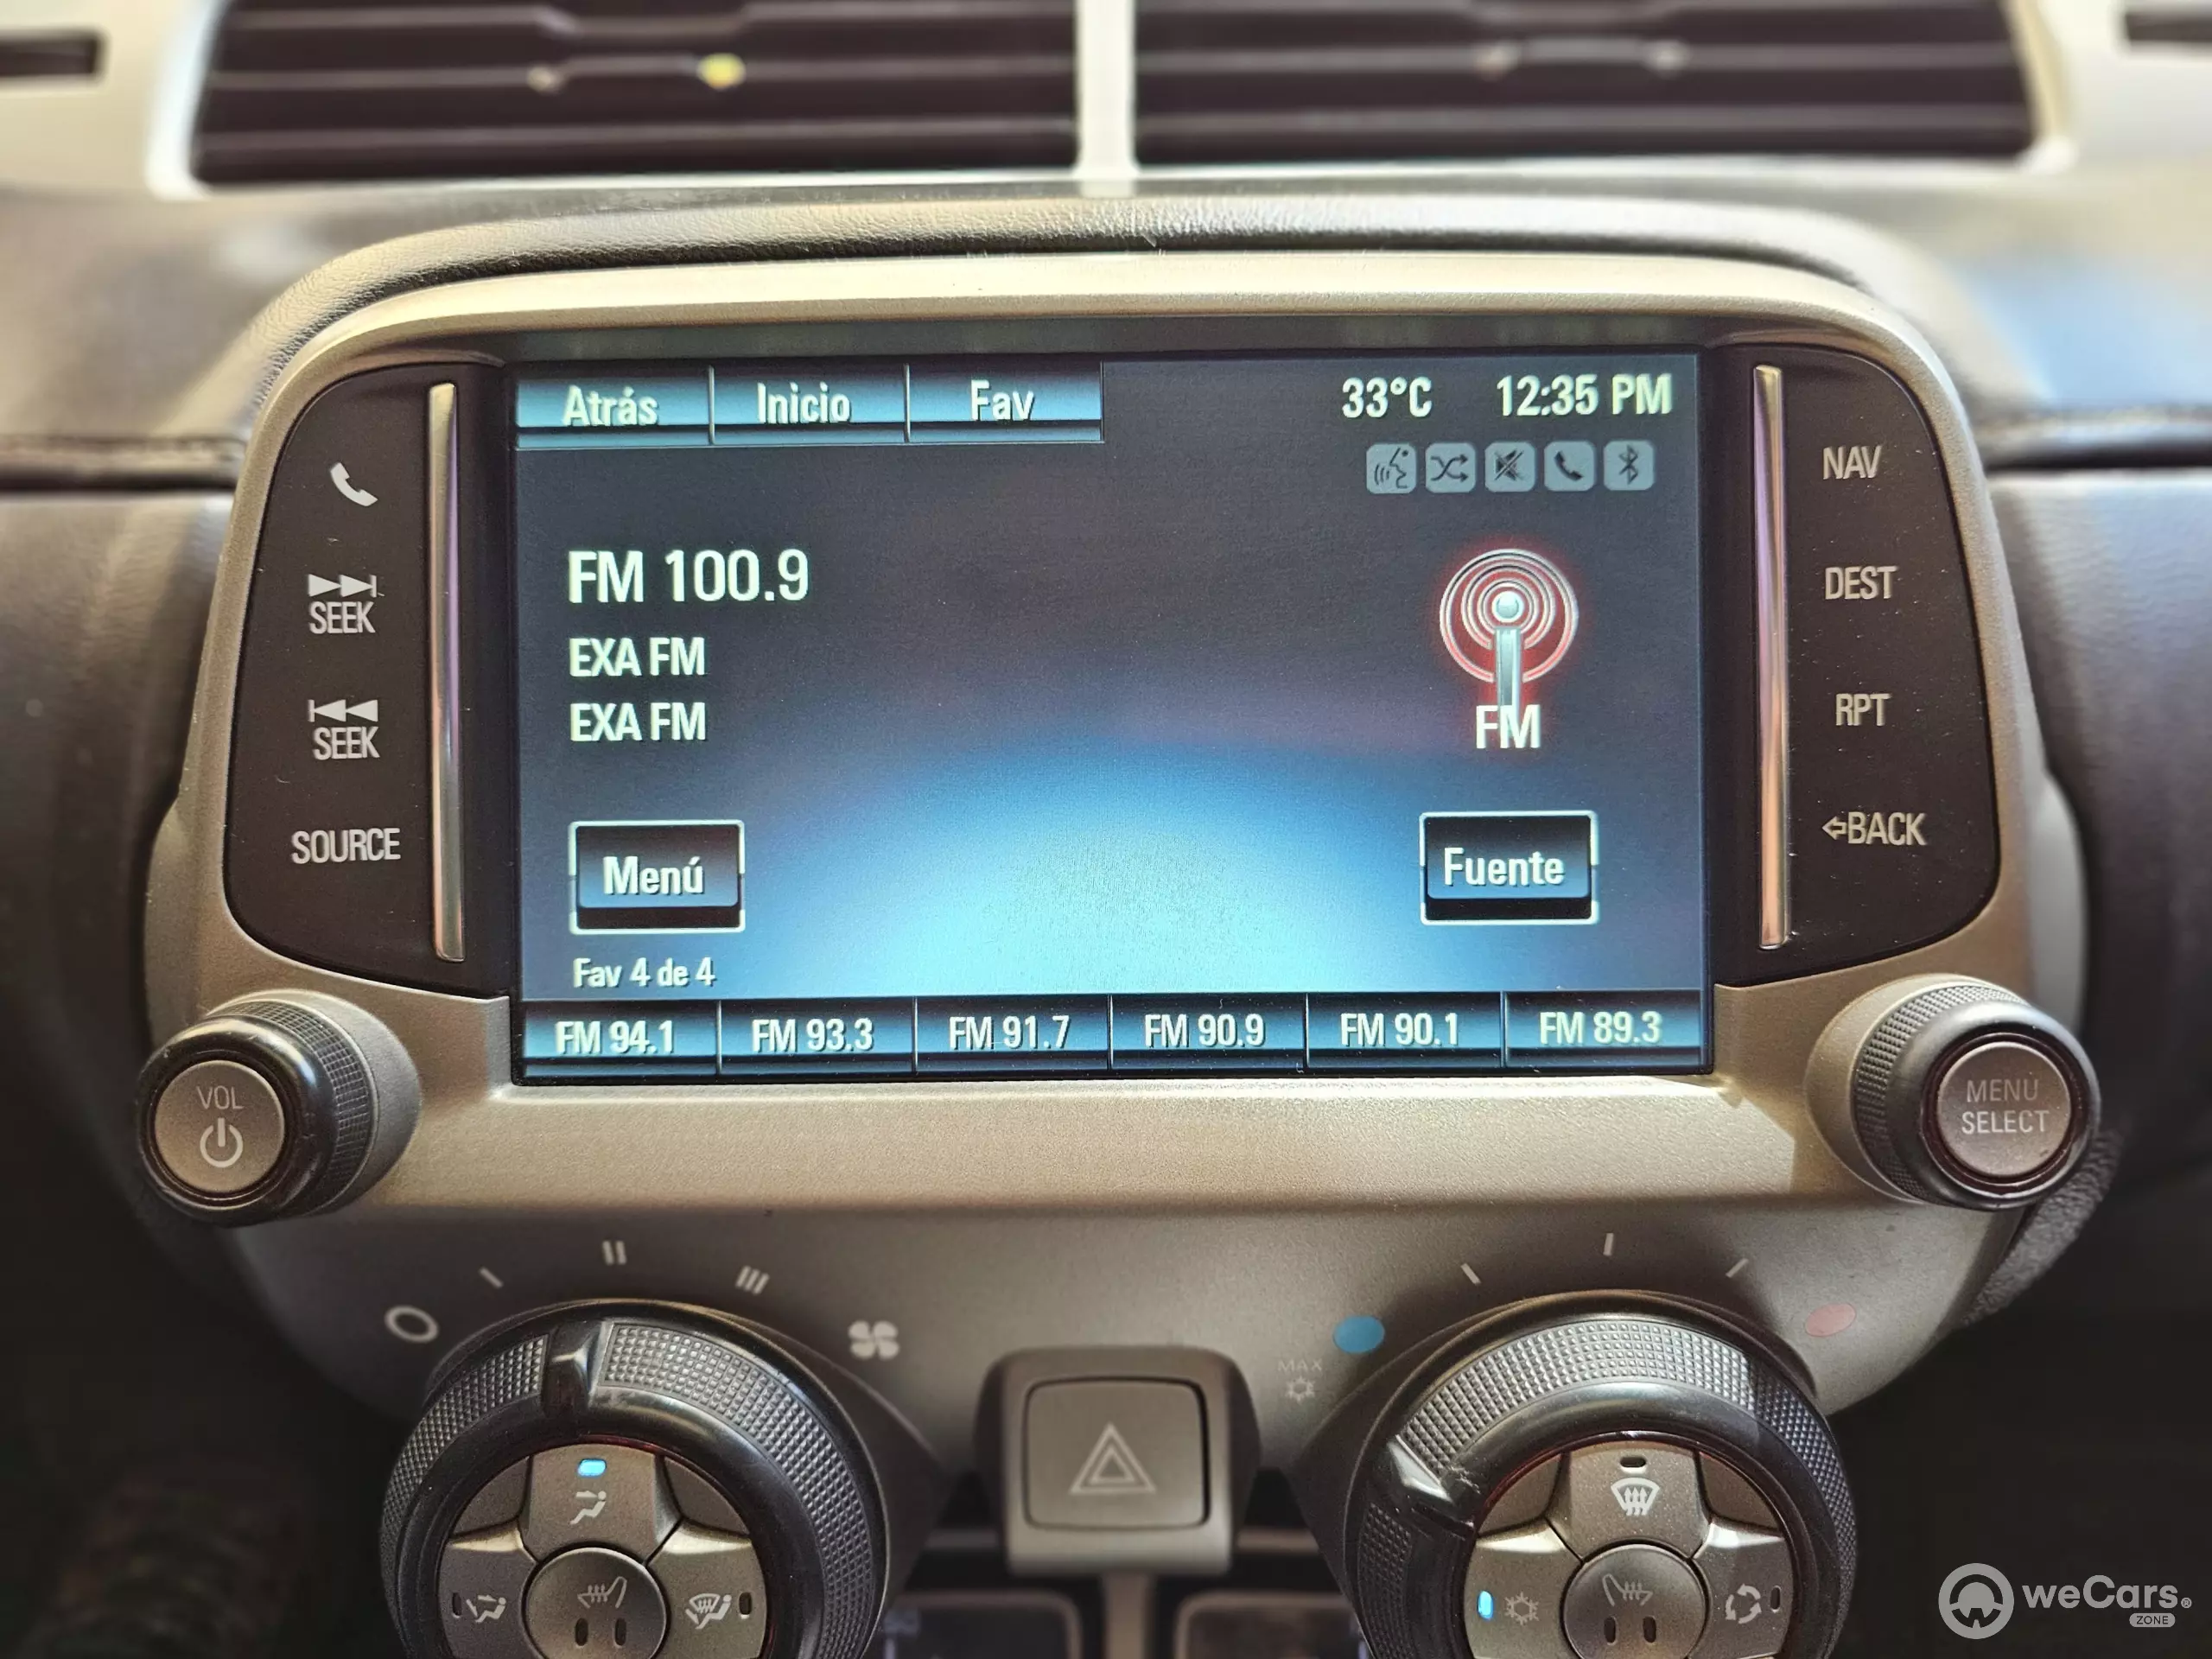 Atrás Inicio Fav 33°C 12:35 PM
NAV
SEEK
DEST
FM 100.9
EXA FM
EXA FM
FM
SEEK
RPT
SOURCE
Menú
Fuente
BACK
Fav 4 de 4
FM 94.1 FM 93.3 FM 91.7 FM 90.9 FM 90.1 FM 89.3
VOL
MENU
SELECT
I
II
III
MAX
weCars®
ZONE